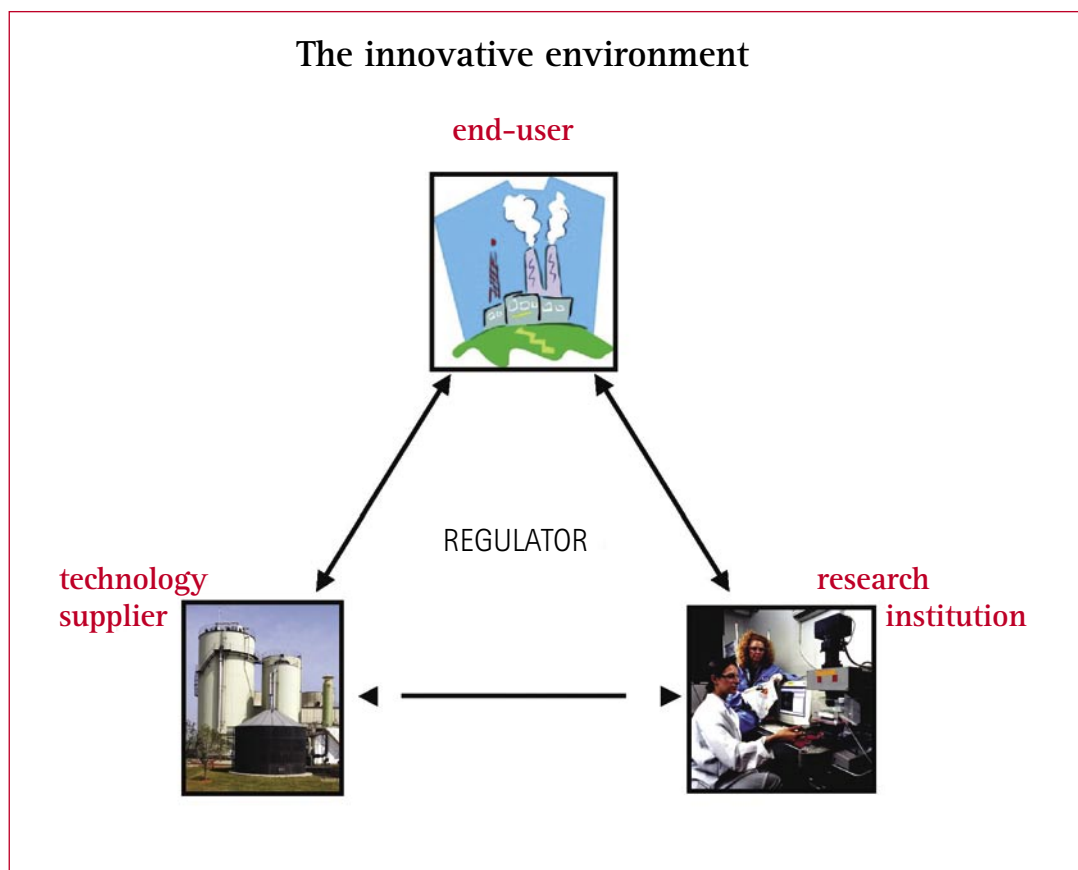 The innovative environment
end-user
REGULATOR
technology
supplier
research
institution